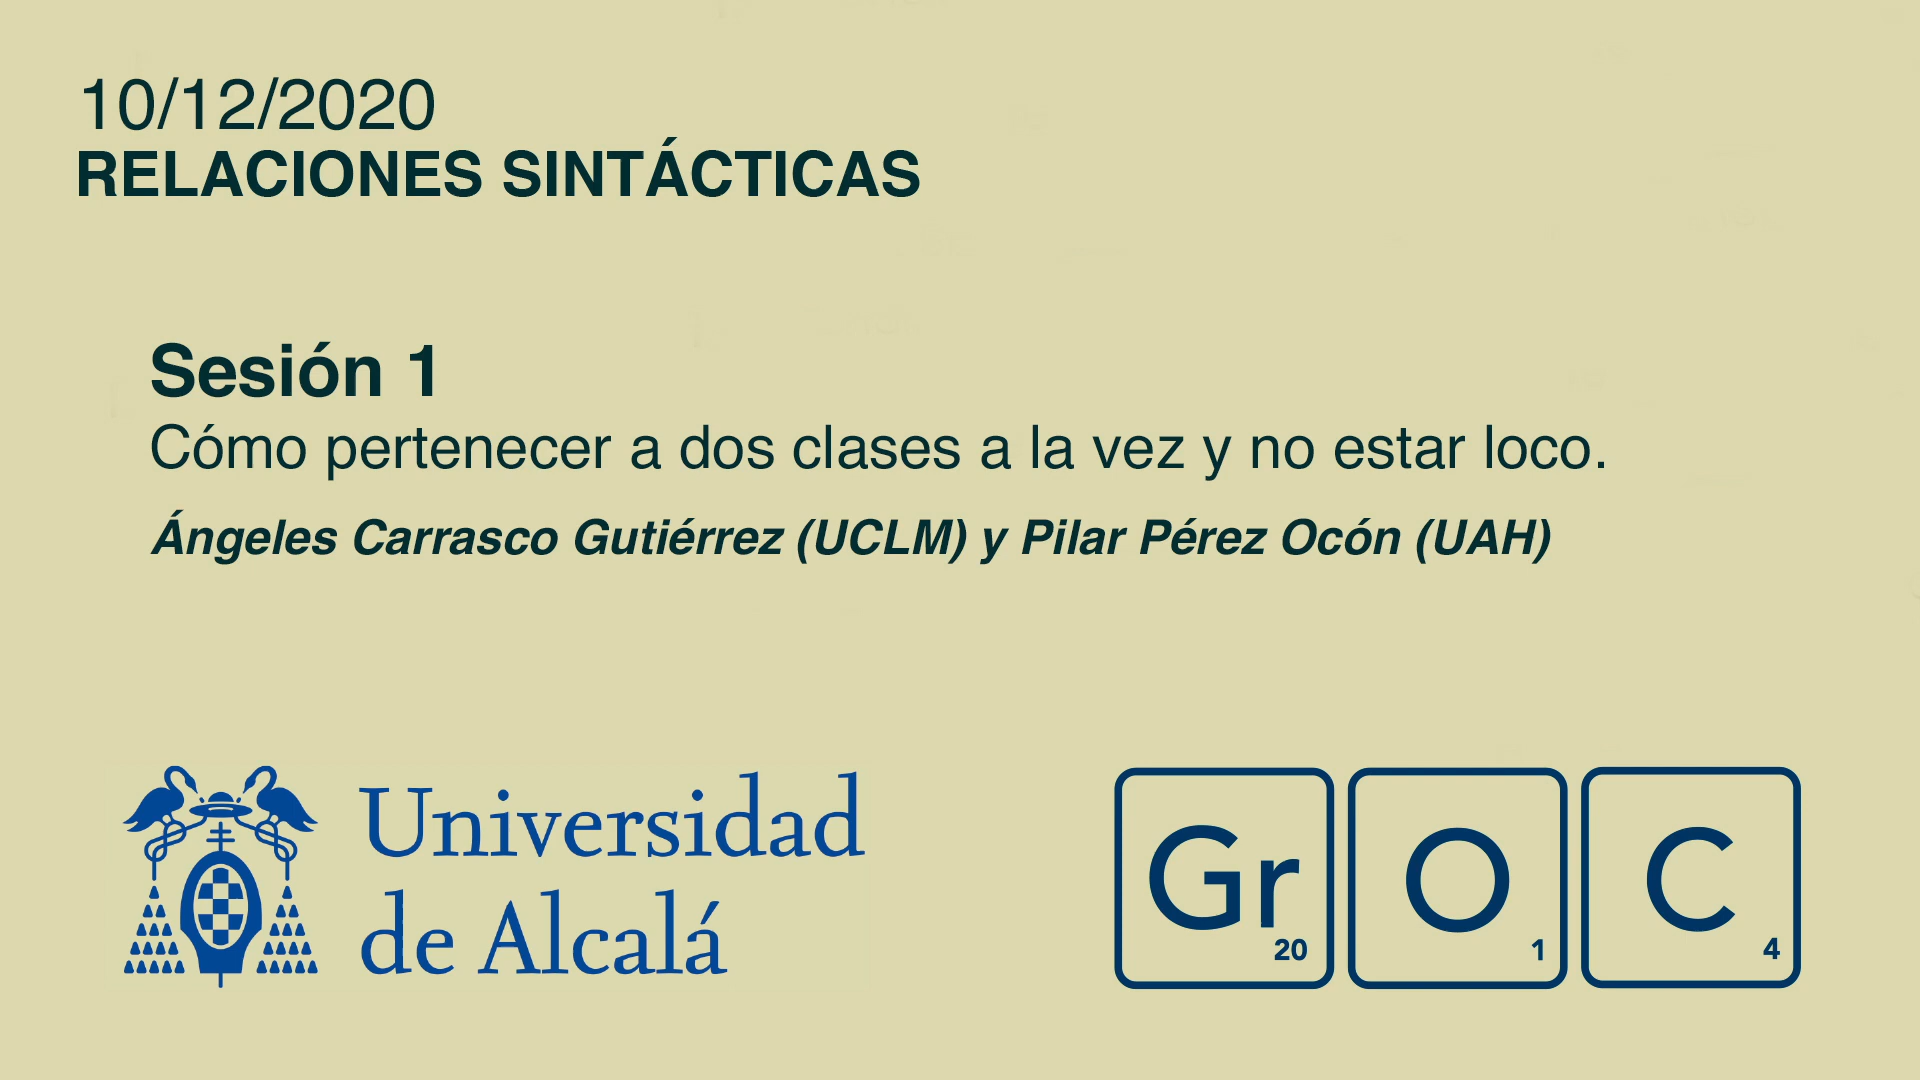 10/12/2020
RELACIONES SINTÁCTICAS
Sesión 1
Cómo pertenecer a dos clases a la vez y no estar loco.
Ángeles Carrasco Gutiérrez (UCLM) y Pilar Pérez Ocón (UAH)
Universidad
de Alcalá
Gr 20 O 1 C 4